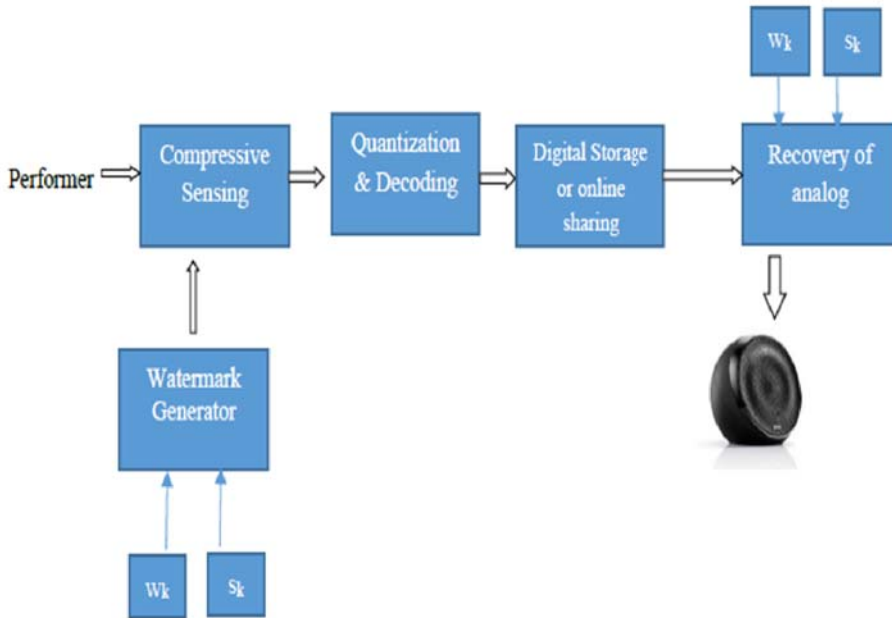 Wk
Sk
Performer
Compressive
Sensing
Quantization
& Decoding
Digital Storage
or online
sharing
Recovery of
analog
Watermark
Generator
Wk
Sk